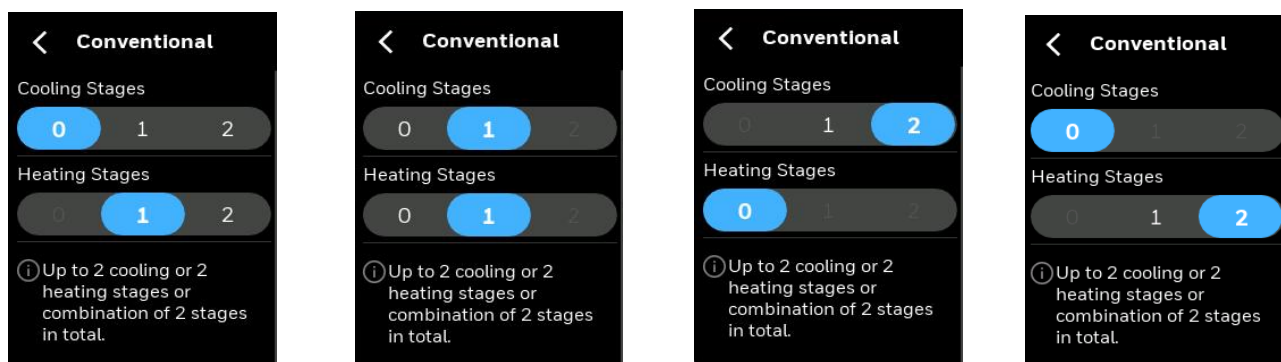 Conventional
Cooling Stages
0 1 2
Heating Stages
0 1 2
Up to 2 cooling or 2
heating stages or
combination of 2 stages
in total.
Conventional
Cooling Stages
0 1 2
Heating Stages
0 1 2
Up to 2 cooling or 2
heating stages or
combination of 2 stages
in total.
Conventional
Cooling Stages
0 1 2
Heating Stages
0 1 2
Up to 2 cooling or 2
heating stages or
combination of 2 stages
in total.
Conventional
Cooling Stages
0 1 2
Heating Stages
0 1 2
Up to 2 cooling or 2
heating stages or
combination of 2 stages
in total.